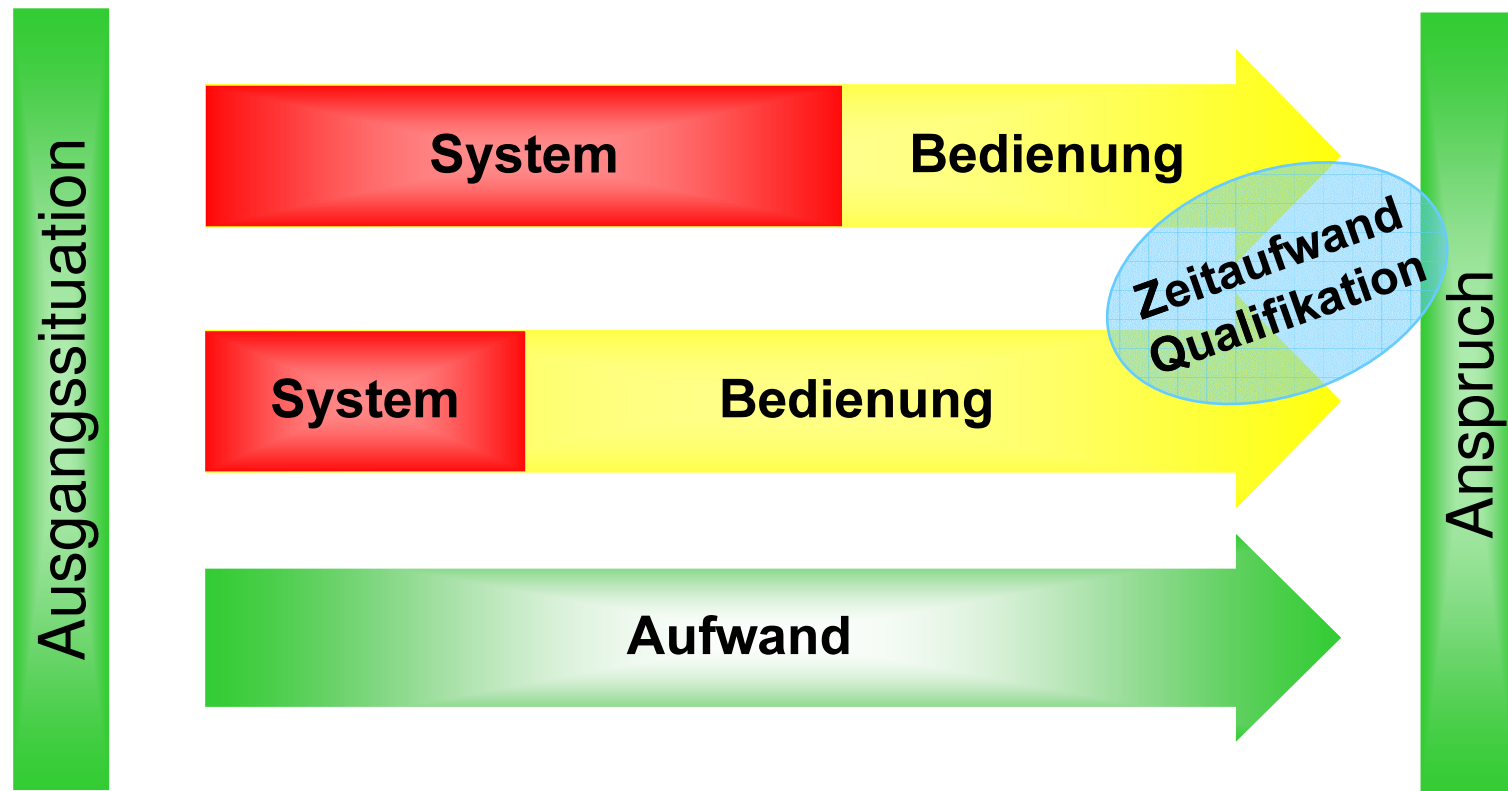 Ausgangssituation
System
Bedienung
Zeitaufwand
Qualifikation
System
Bedienung
Aufwand
Anspruch